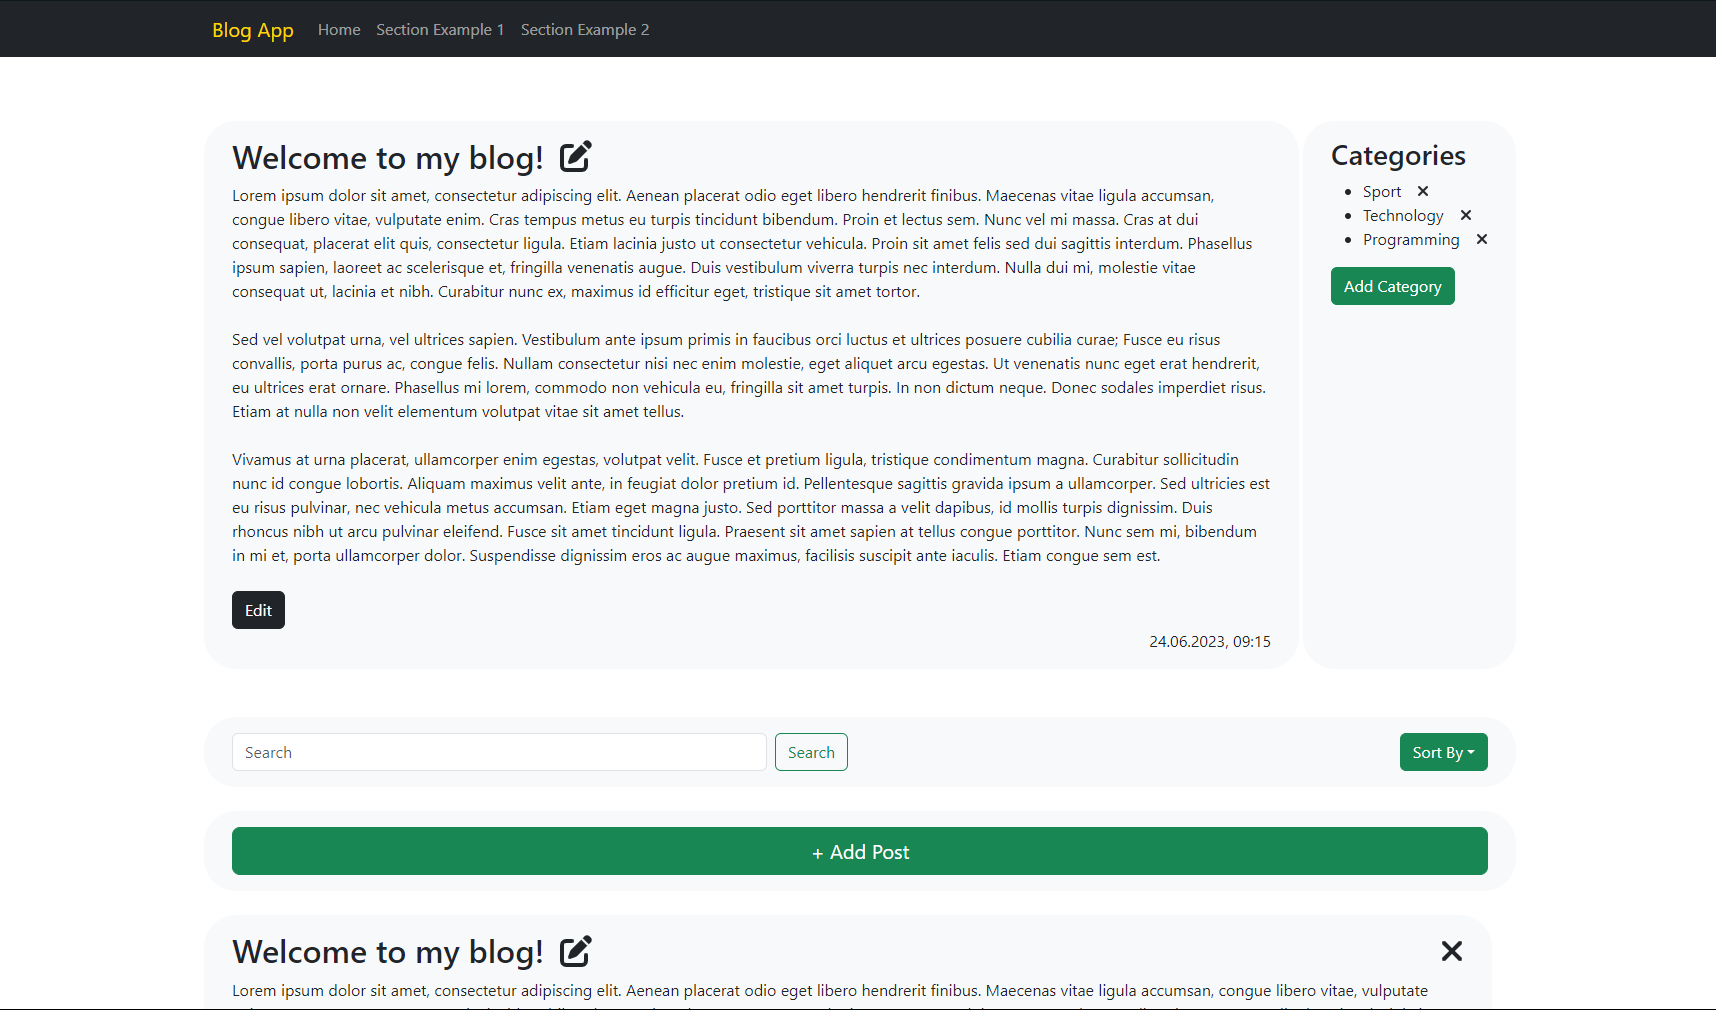 Blog App Home Section Example 1 Section Example 2
Welcome to my blog!
Lorem ipsum dolor sit amet, consectetur adipiscing elit. Aenean placerat odio eget libero hendrerit finibus. Maecenas vitae ligula accumsan,
congue libero vitae, vulputate enim. Cras tempus metus eu turpis tincidunt bibendum. Proin et lectus sem. Nunc vel mi massa. Cras at dui
consequat, placerat elit quis, consectetur ligula. Etiam lacinia justo ut consectetur vehicula. Proin sit amet felis sed dui sagittis interdum. Phasellus
ipsum sapien, laoreet ac scelerisque et, fringilla venenatis augue. Duis vestibulum viverra turpis nec interdum. Nulla dui mi, molestie vitae
consequat ut, lacinia et nibh. Curabitur nunc ex, maximus id efficitur eget, tristique sit amet tortor.
Sed vel volutpat urna, vel ultrices sapien. Vestibulum ante ipsum primis in faucibus orci luctus et ultrices posuere cubilia curae; Fusce eu risus
convallis, porta purus ac, congue felis. Nullam consectetur nisi nec enim molestie, eget aliquet arcu egestas. Ut venenatis nunc eget erat hendrerit,
eu ultrices erat ornare. Phasellus mi lorem, commodo non vehicula eu, fringilla sit amet turpis. In non dictum neque. Donec sodales imperdiet risus.
Etiam at nulla non velit elementum volutpat vitae sit amet tellus.
Vivamus at urna placerat, ullamcorper enim egestas, volutpat velit. Fusce et pretium ligula, tristique condimentum magna. Curabitur sollicitudin
nunc id congue lobortis. Aliquam maximus velit ante, in feugiat dolor pretium id. Pellentesque sagittis gravida ipsum a ullamcorper. Sed ultricies est
eu risus pulvinar, nec vehicula metus accumsan. Etiam eget magna justo. Sed porttitor massa a velit dapibus, id mollis turpis dignissim. Duis
rhoncus nibh ut arcu pulvinar eleifend. Fusce sit amet tincidunt ligula. Praesent sit amet sapien at tellus congue porttitor. Nunc sem mi, bibendum
in mi et, porta ullamcorper dolor. Suspendisse dignissim eros ac augue maximus, facilisis suscipit ante iaculis. Etiam congue sem est.
Edit
24.06.2023, 09:15
Categories
Sport
Technology
Programming
Add Category
Search Search Sort By
+ Add Post
Welcome to my blog!
Lorem ipsum dolor sit amet, consectetur adipiscing elit. Aenean placerat odio eget libero hendrerit finibus. Maecenas vitae ligula accumsan, congue libero vitae, vulputate